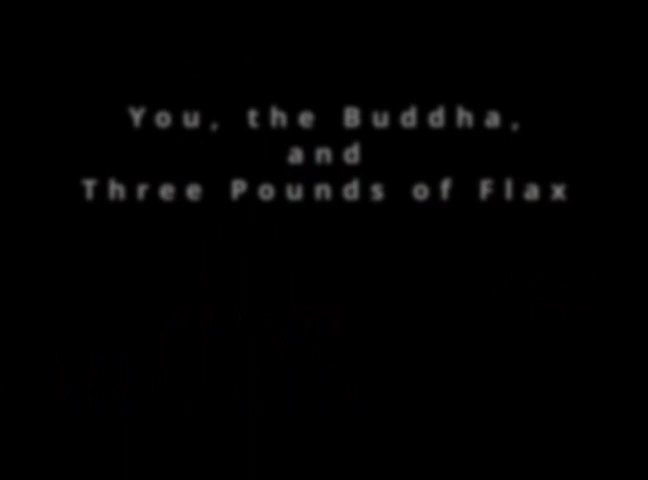 You, the Buddha,
and
Three Pounds of Flax